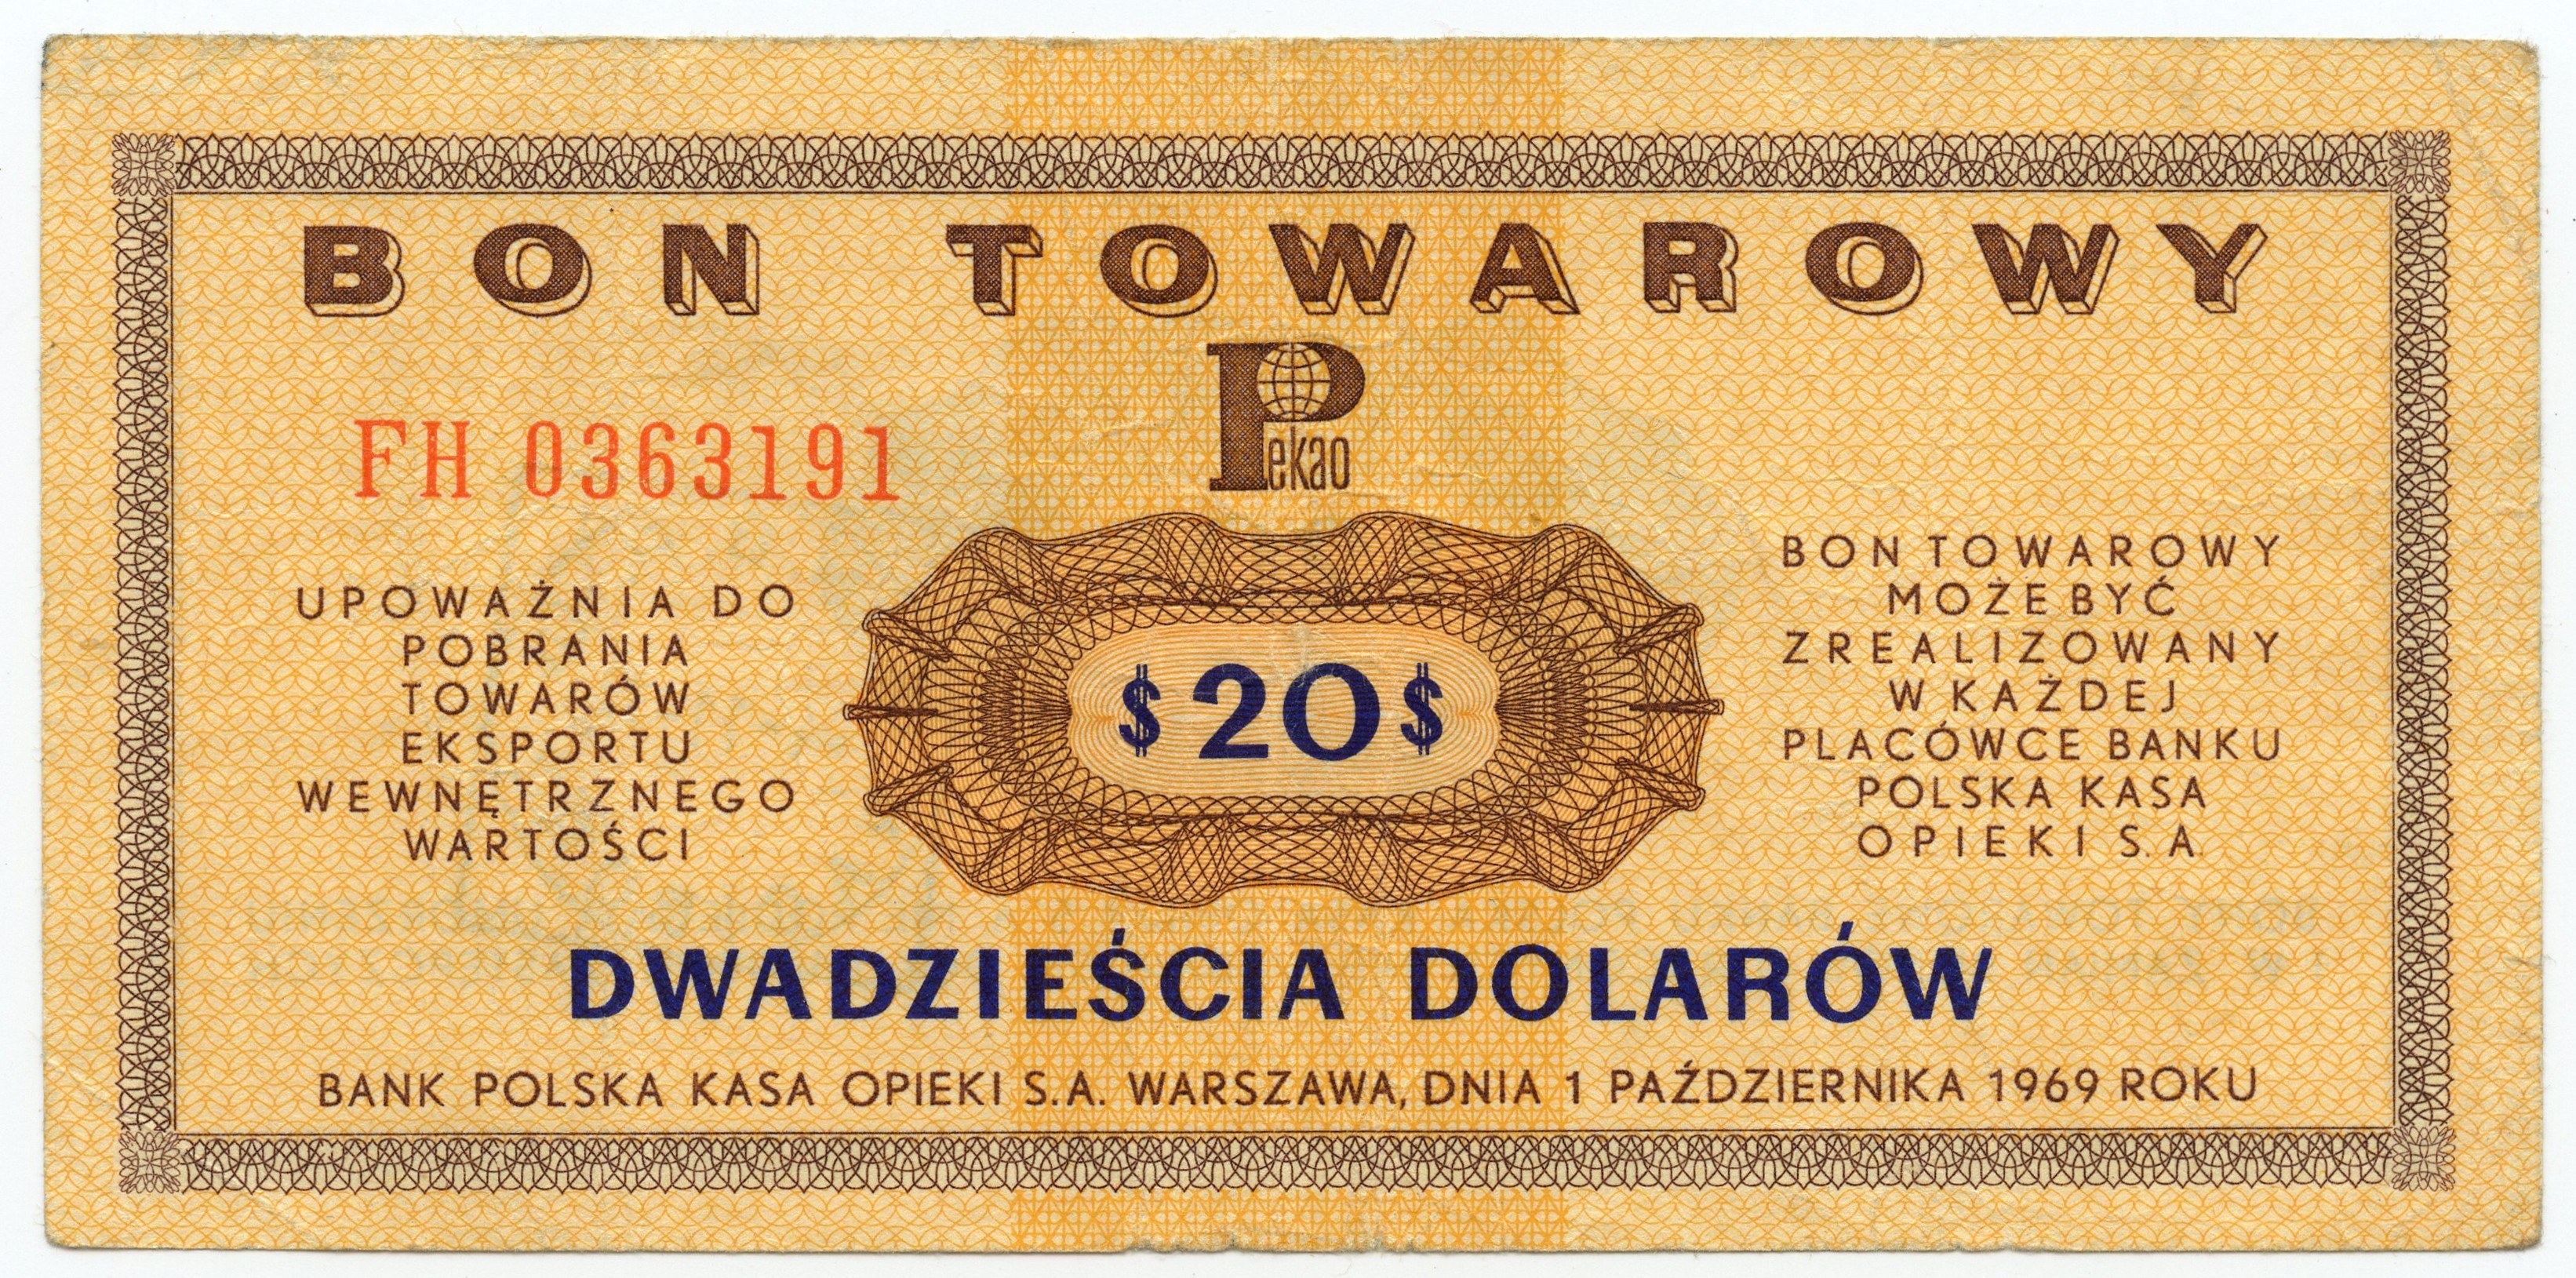 BON TOWAROWY
Pekao
FH 0363191
UPOWAŻNIA DO
POBRANIA
TOWARÓW
EKSPORTU
WEWNĘTRZNEGO
WARTOŚCI
$20$
BON TOWAROWY
MOŻE BYĆ
ZREALIZOWANY
W KAŻDEJ
PLACÓWCE BANKU
POLSKA KASA
OPIEKI S.A.
DWADZIEŚCIA DOLARÓW
BANK POLSKA KASA OPIEKI S.A. WARSZAWA, DNIA 1 PAŹDZIERNIKA 1969 ROKU